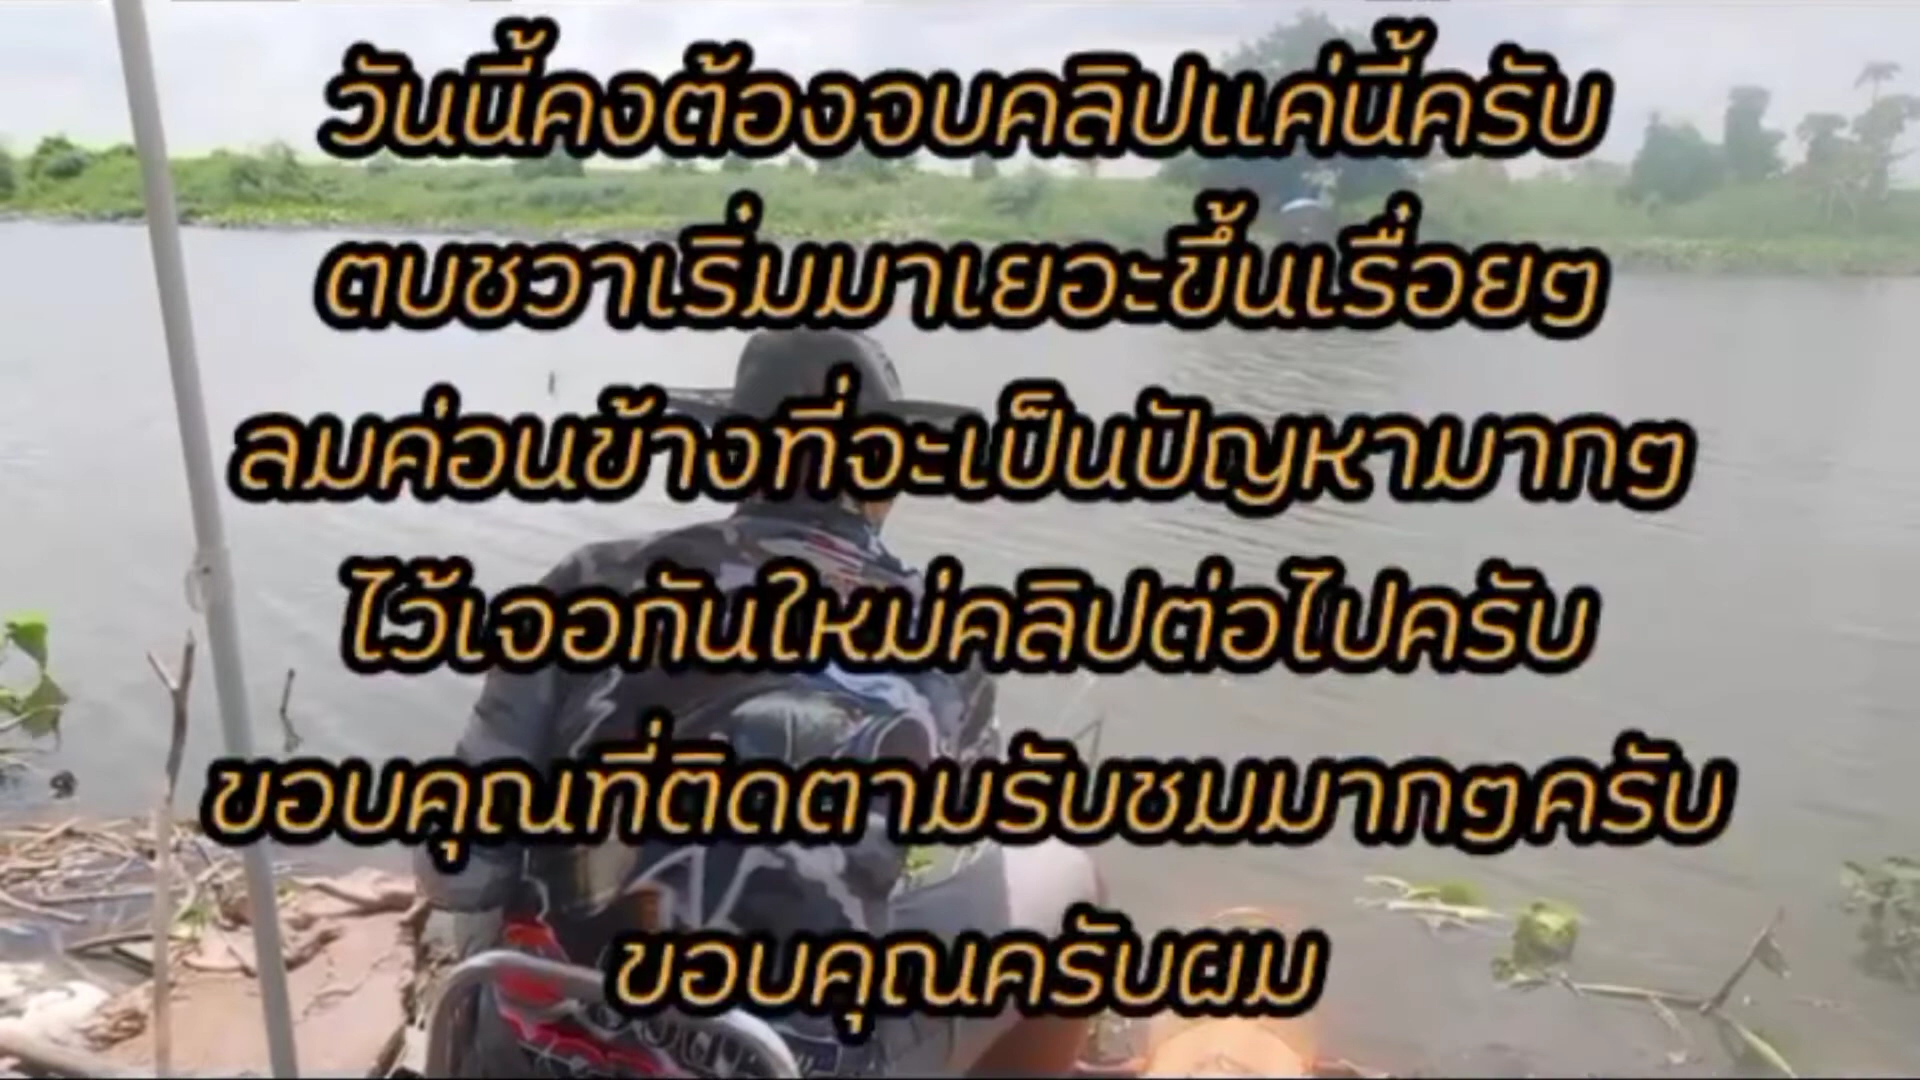 วันนี้คงต้องจบคลิปแค่นี้ครับ
ตบชวาเริ่มมาเยอะขึ้นเรื่อยๆ
ลมค่อนข้างที่จะเป็นปัญหามากๆ
ไว้เจอกันใหม่คลิปต่อไปครับ
ขอบคุณที่ติดตามรับชมมากๆครับ
ขอบคุณครับผม